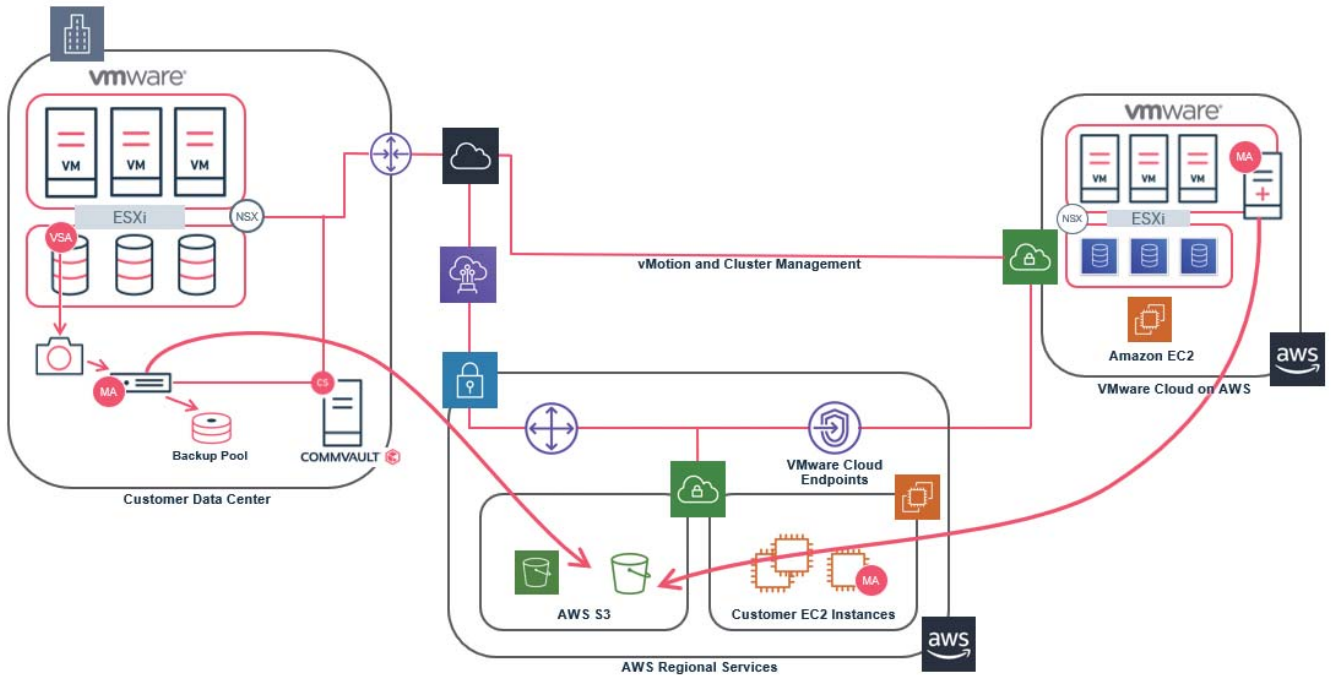 vmware®
VM
VM
VM
ESXi
NSX
VSA
MA
CS
Backup Pool
COMMVAULT
Customer Data Center
vMotion and Cluster Management
vmware®
VM
VM
VM
MA
NSX
ESXi
Amazon EC2
aws
VMware Cloud on AWS
VMware Cloud
Endpoints
MA
AWS S3
Customer EC2 Instances
aws
AWS Regional Services